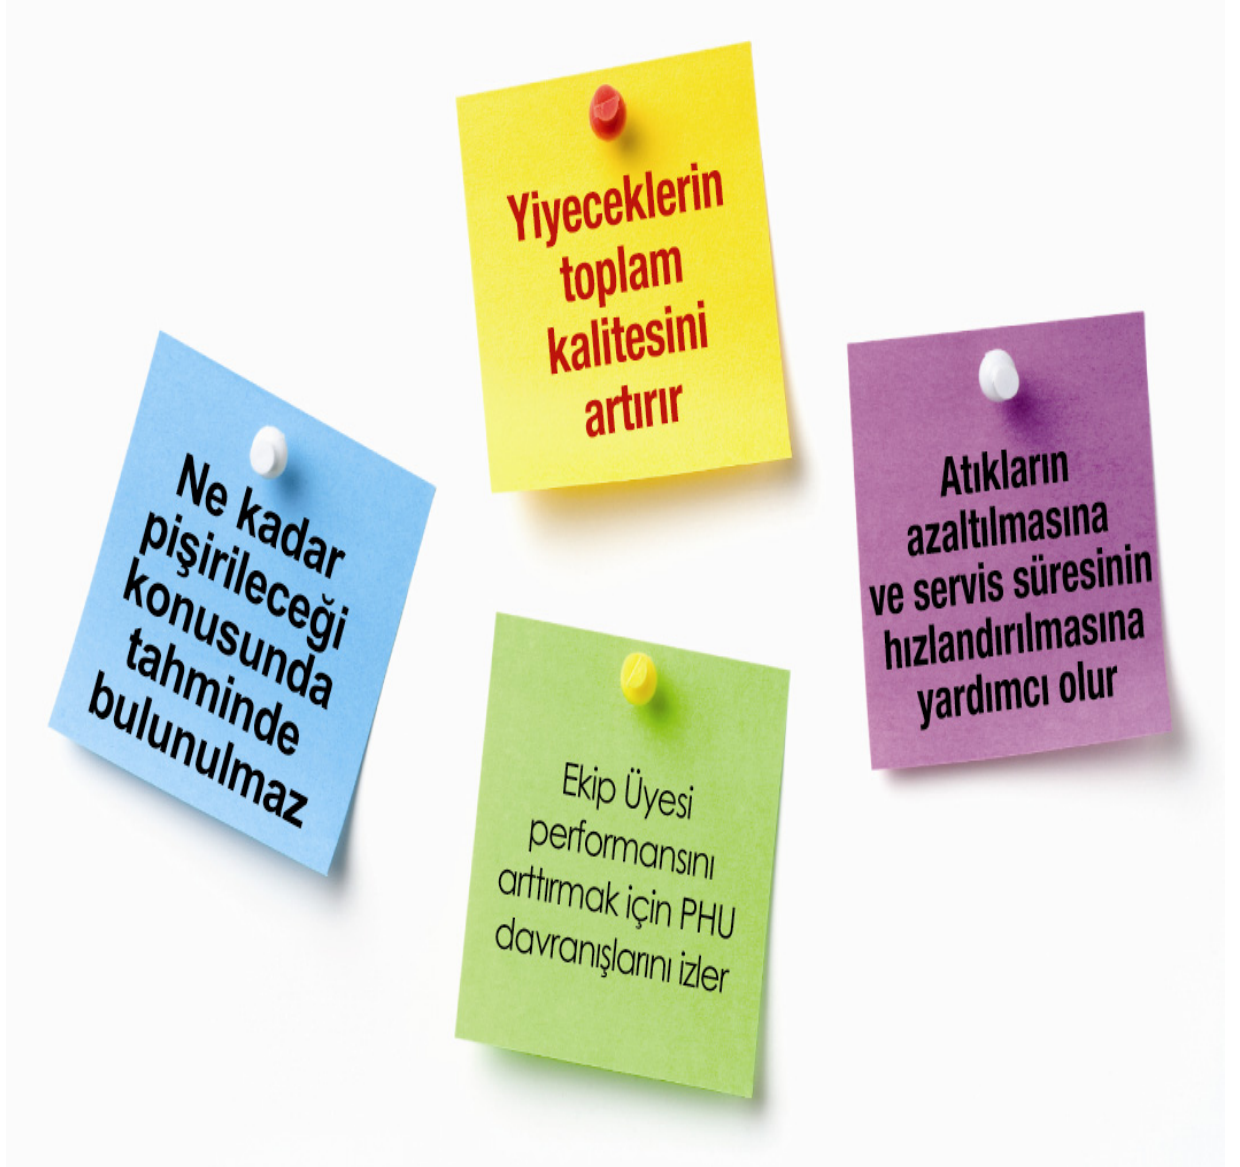 Yiyeceklerin
toplam
kalitesini
artırır
Ne kadar
pişirileceği
konusunda
tahminde
bulunulmaz
Atıkların
azaltılmasına
ve servis süresinin
hızlandırılmasına
yardımcı olur
Ekip Üyesi
performansını
arttırmak için PHU
davranışlarını izler